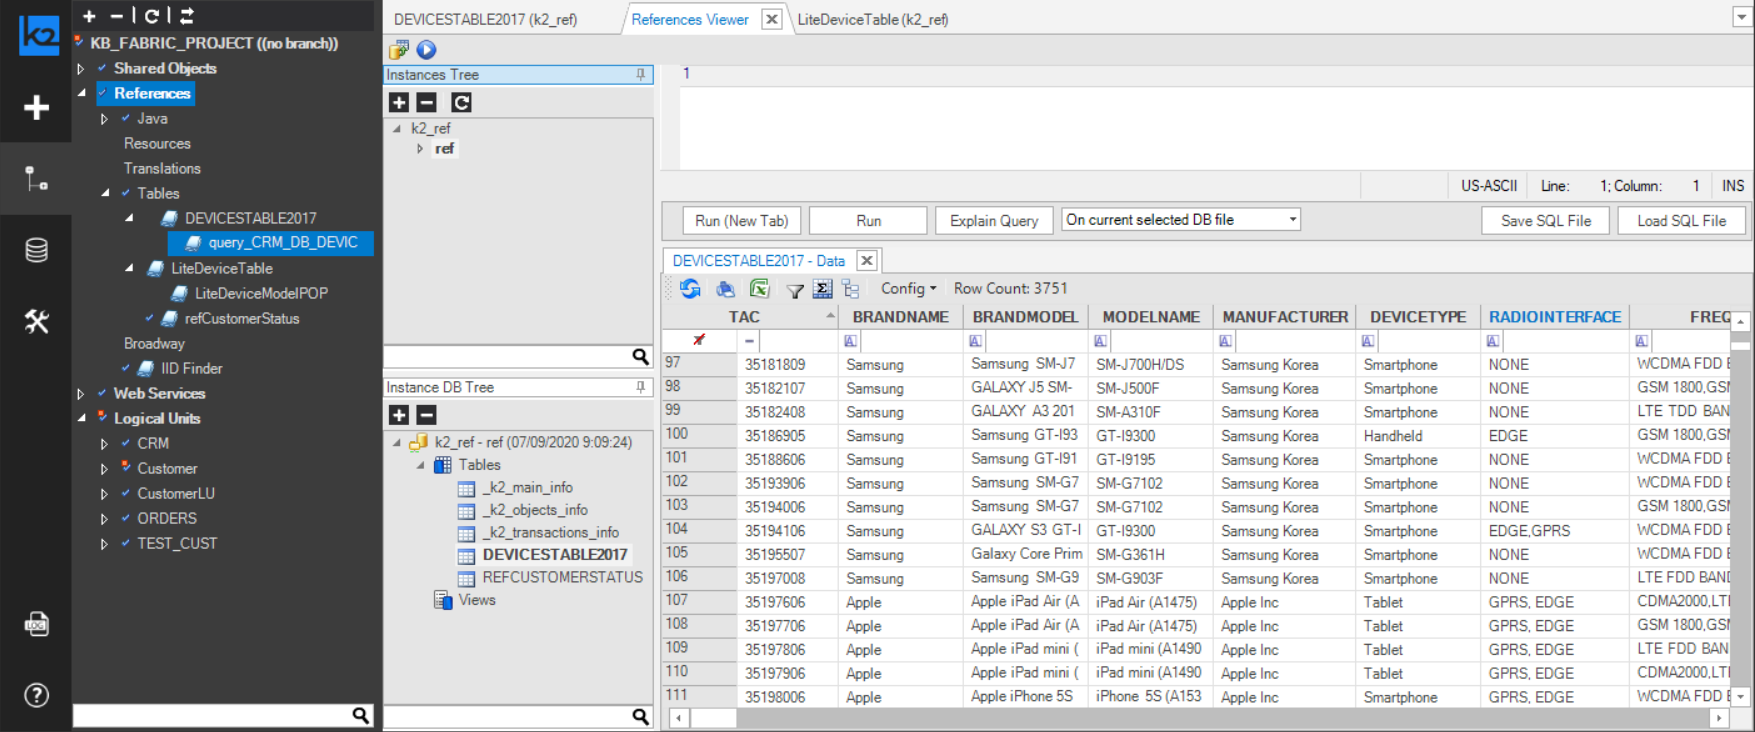 K2
KB_FABRIC_PROJECT ((no branch))
Shared Objects
References
Java
Resources
Translations
Tables
DEVICESTABLE2017
query_CRM_DB_DEVIC
LiteDeviceTable
LiteDeviceModelPOP
refCustomerStatus
Broadway
IID Finder
Web Services
Logical Units
CRM
Customer
CustomerLU
ORDERS
TEST_CUST
LOG
DEVICESTABLE2017 (k2_ref)
References Viewer
LiteDeviceTable (k2_ref)
Instances Tree
k2_ref
ref
Instance DB Tree
k2_ref - ref (07/09/2020 9:09:24)
Tables
_k2_main_info
_k2_objects_info
_k2_transactions_info
DEVICESTABLE2017
REFCUSTOMERSTATUS
Views
1
US-ASCII Line: 1; Column: 1 INS
Run (New Tab) Run Explain Query On current selected DB file Save SQL File Load SQL File
DEVICESTABLE2017 - Data
Config Row Count: 3751
TAC BRANDNAME BRANDMODEL MODELNAME MANUFACTURER DEVICETYPE RADIOINTERFACE FREQ
97 35181809 Samsung Samsung SM-J7 SM-J700H/DS Samsung Korea Smartphone NONE WCDMA FDD B
98 35182107 Samsung GALAXY J5 SM- SM-J500F Samsung Korea Smartphone NONE GSM 1800,GSM
99 35182408 Samsung GALAXY A3 201 SM-A310F Samsung Korea Smartphone NONE LTE TDD BAN
100 35186905 Samsung Samsung GT-I93 GT-I9300 Samsung Korea Handheld EDGE GSM 1800,GSM
101 35188606 Samsung Samsung GT-I91 GT-I9195 Samsung Korea Smartphone NONE WCDMA FDD B
102 35193906 Samsung Samsung SM-G7 SM-G7102 Samsung Korea Smartphone NONE WCDMA FDD B
103 35194006 Samsung Samsung SM-G7 SM-G7102 Samsung Korea Smartphone NONE GSM 1800,GSM
104 35194106 Samsung GALAXY S3 GT-I GT-I9300 Samsung Korea Smartphone EDGE,GPRS WCDMA FDD B
105 35195507 Samsung Galaxy Core Prim SM-G361H Samsung Korea Smartphone NONE WCDMA FDD B
106 35197008 Samsung Samsung SM-G9 SM-G903F Samsung Korea Smartphone NONE LTE FDD BAND
107 35197606 Apple Apple iPad Air (A iPad Air (A1475) Apple Inc Tablet GPRS, EDGE CDMA2000,LT
108 35197706 Apple Apple iPad Air (A iPad Air (A1475) Apple Inc Tablet GPRS, EDGE GSM 1800,GSM
109 35197806 Apple Apple iPad mini ( iPad mini (A1490 Apple Inc Tablet GPRS, EDGE LTE FDD BAN
110 35197906 Apple Apple iPad mini ( iPad mini (A1490 Apple Inc Tablet GPRS, EDGE CDMA2000,LT
111 35198006 Apple Apple iPhone 5S iPhone 5S (A153 Apple Inc Smartphone GPRS, EDGE WCDMA FDD B